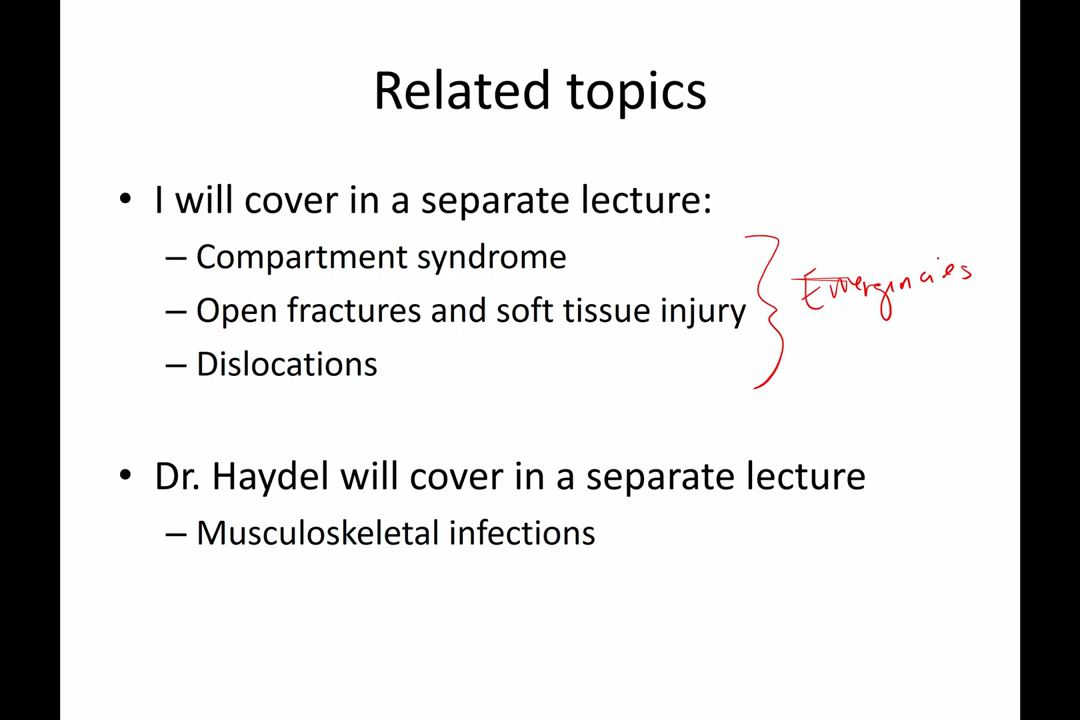 Related topics
• I will cover in a separate lecture:
– Compartment syndrome
– Open fractures and soft tissue injury
– Dislocations
Emergencies
• Dr. Haydel will cover in a separate lecture
– Musculoskeletal infections